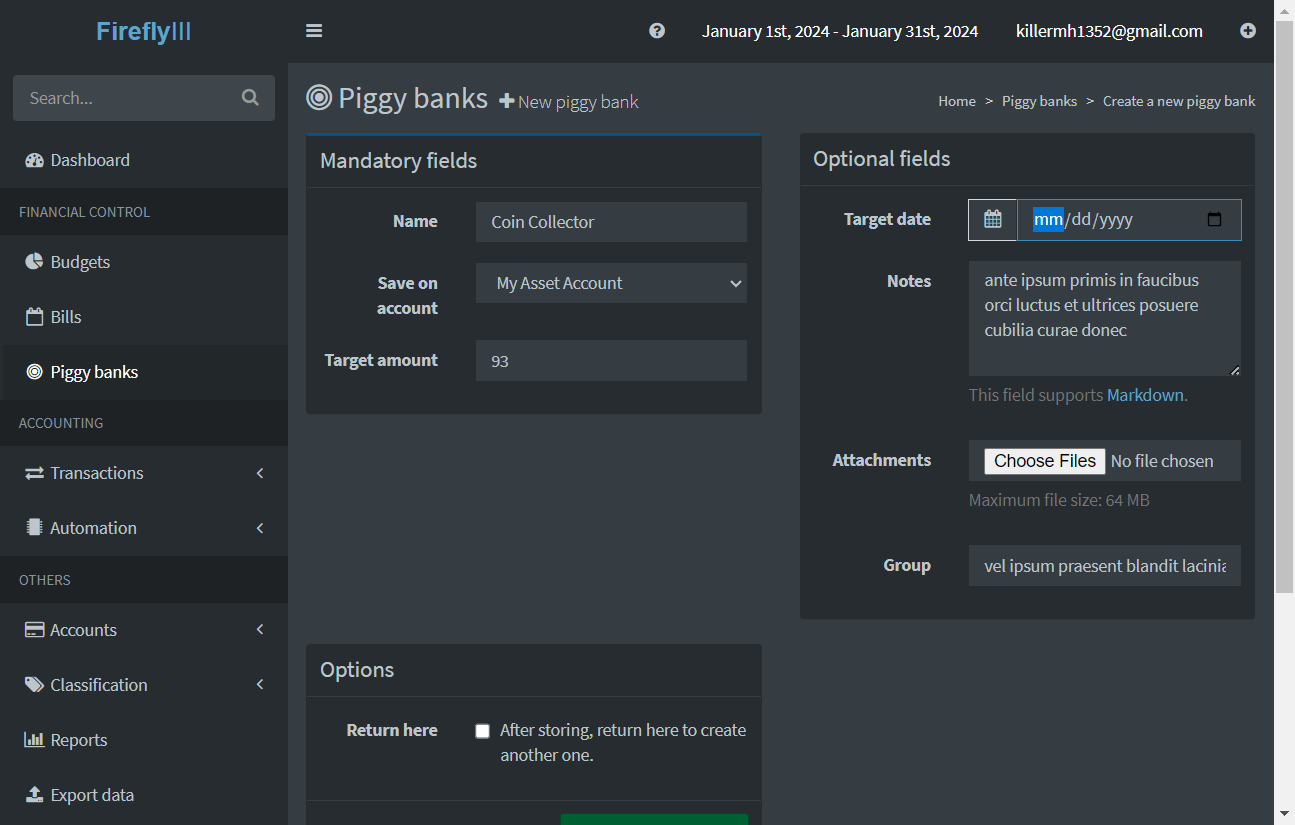 FireflyIII
January 1st, 2024 - January 31st, 2024
killermh1352@gmail.com
Search...
Dashboard
FINANCIAL CONTROL
Budgets
Bills
Piggy banks
ACCOUNTING
Transactions
Automation
OTHERS
Accounts
Classification
Reports
Export data
Piggy banks New piggy bank
Home > Piggy banks > Create a new piggy bank
Mandatory fields
Name
Coin Collector
Save on
account
My Asset Account
Target amount
93
Optional fields
Target date
mm/dd/yyyy
Notes
ante ipsum primis in faucibus
orci luctus et ultrices posuere
cubilia curae donec
This field supports Markdown.
Attachments
Choose Files No file chosen
Maximum file size: 64 MB
Group
vel ipsum praesent blandit lacinia
Options
Return here
After storing, return here to create
another one.